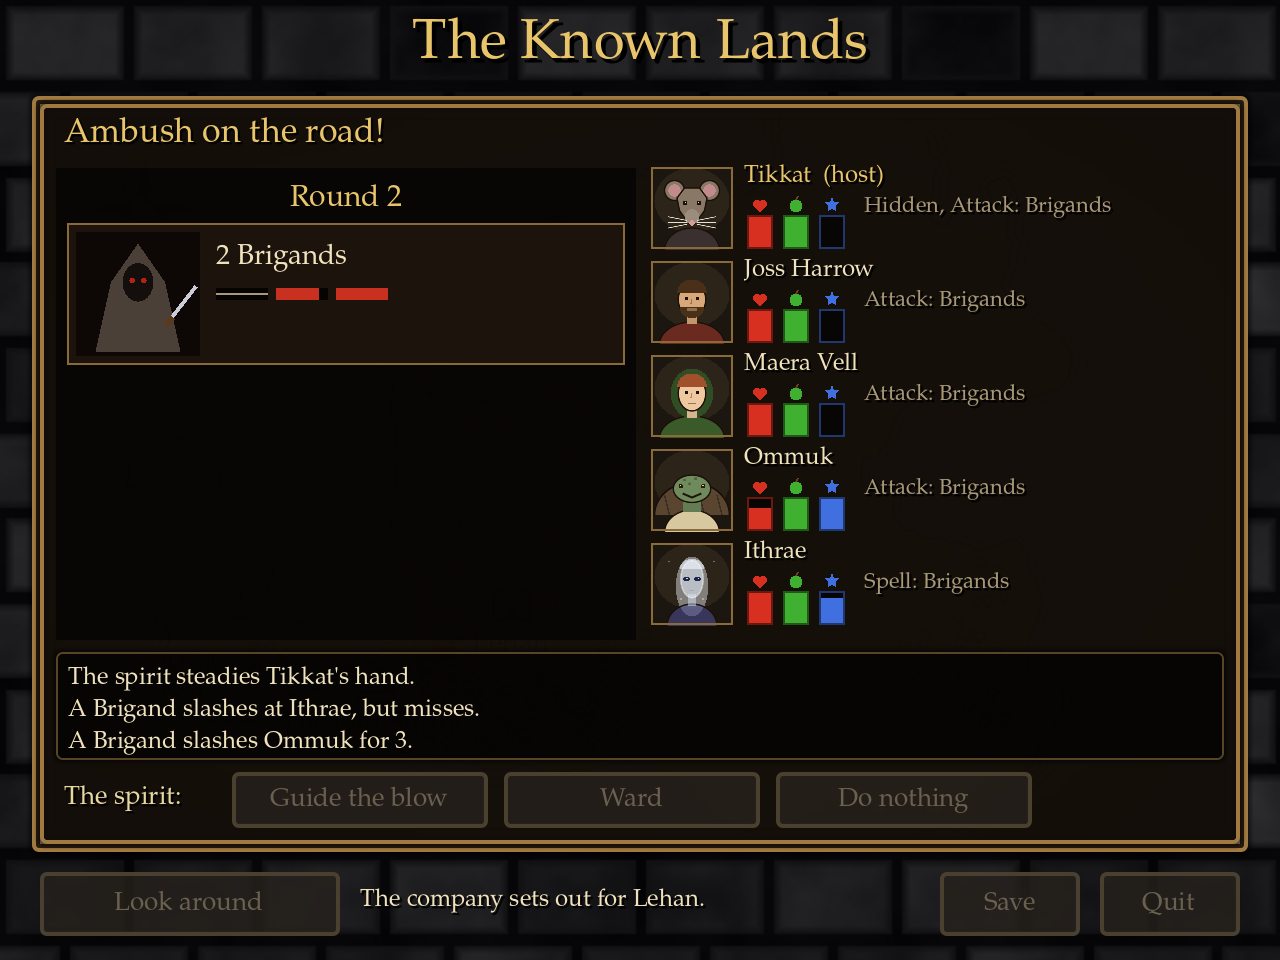 The Known Lands
Ambush on the road!
Round 2
2 Brigands
Tikkat (host)
Hidden, Attack: Brigands
Joss Harrow
Attack: Brigands
Maera Vell
Attack: Brigands
Ommuk
Attack: Brigands
Ithrae
Spell: Brigands
The spirit steadies Tikkat's hand.
A Brigand slashes at Ithrae, but misses.
A Brigand slashes Ommuk for 3.
The spirit:
Guide the blow
Ward
Do nothing
Look around
The company sets out for Lehan.
Save
Quit